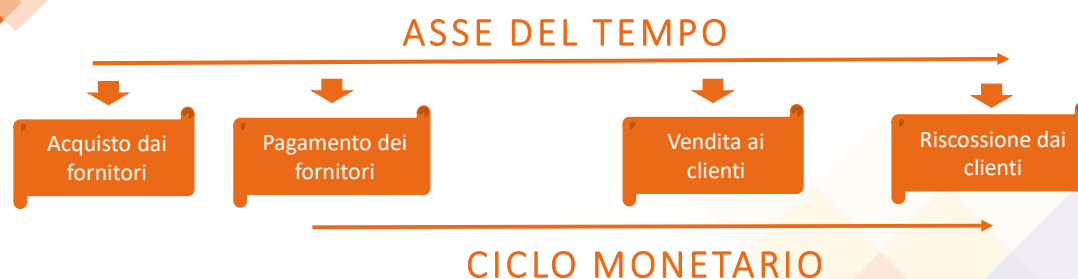 ASSE DEL TEMPO
Acquisto dai
fornitori
Pagamento dei
fornitori
Vendita ai
clienti
Riscossione dai
clienti
CICLO MONETARIO